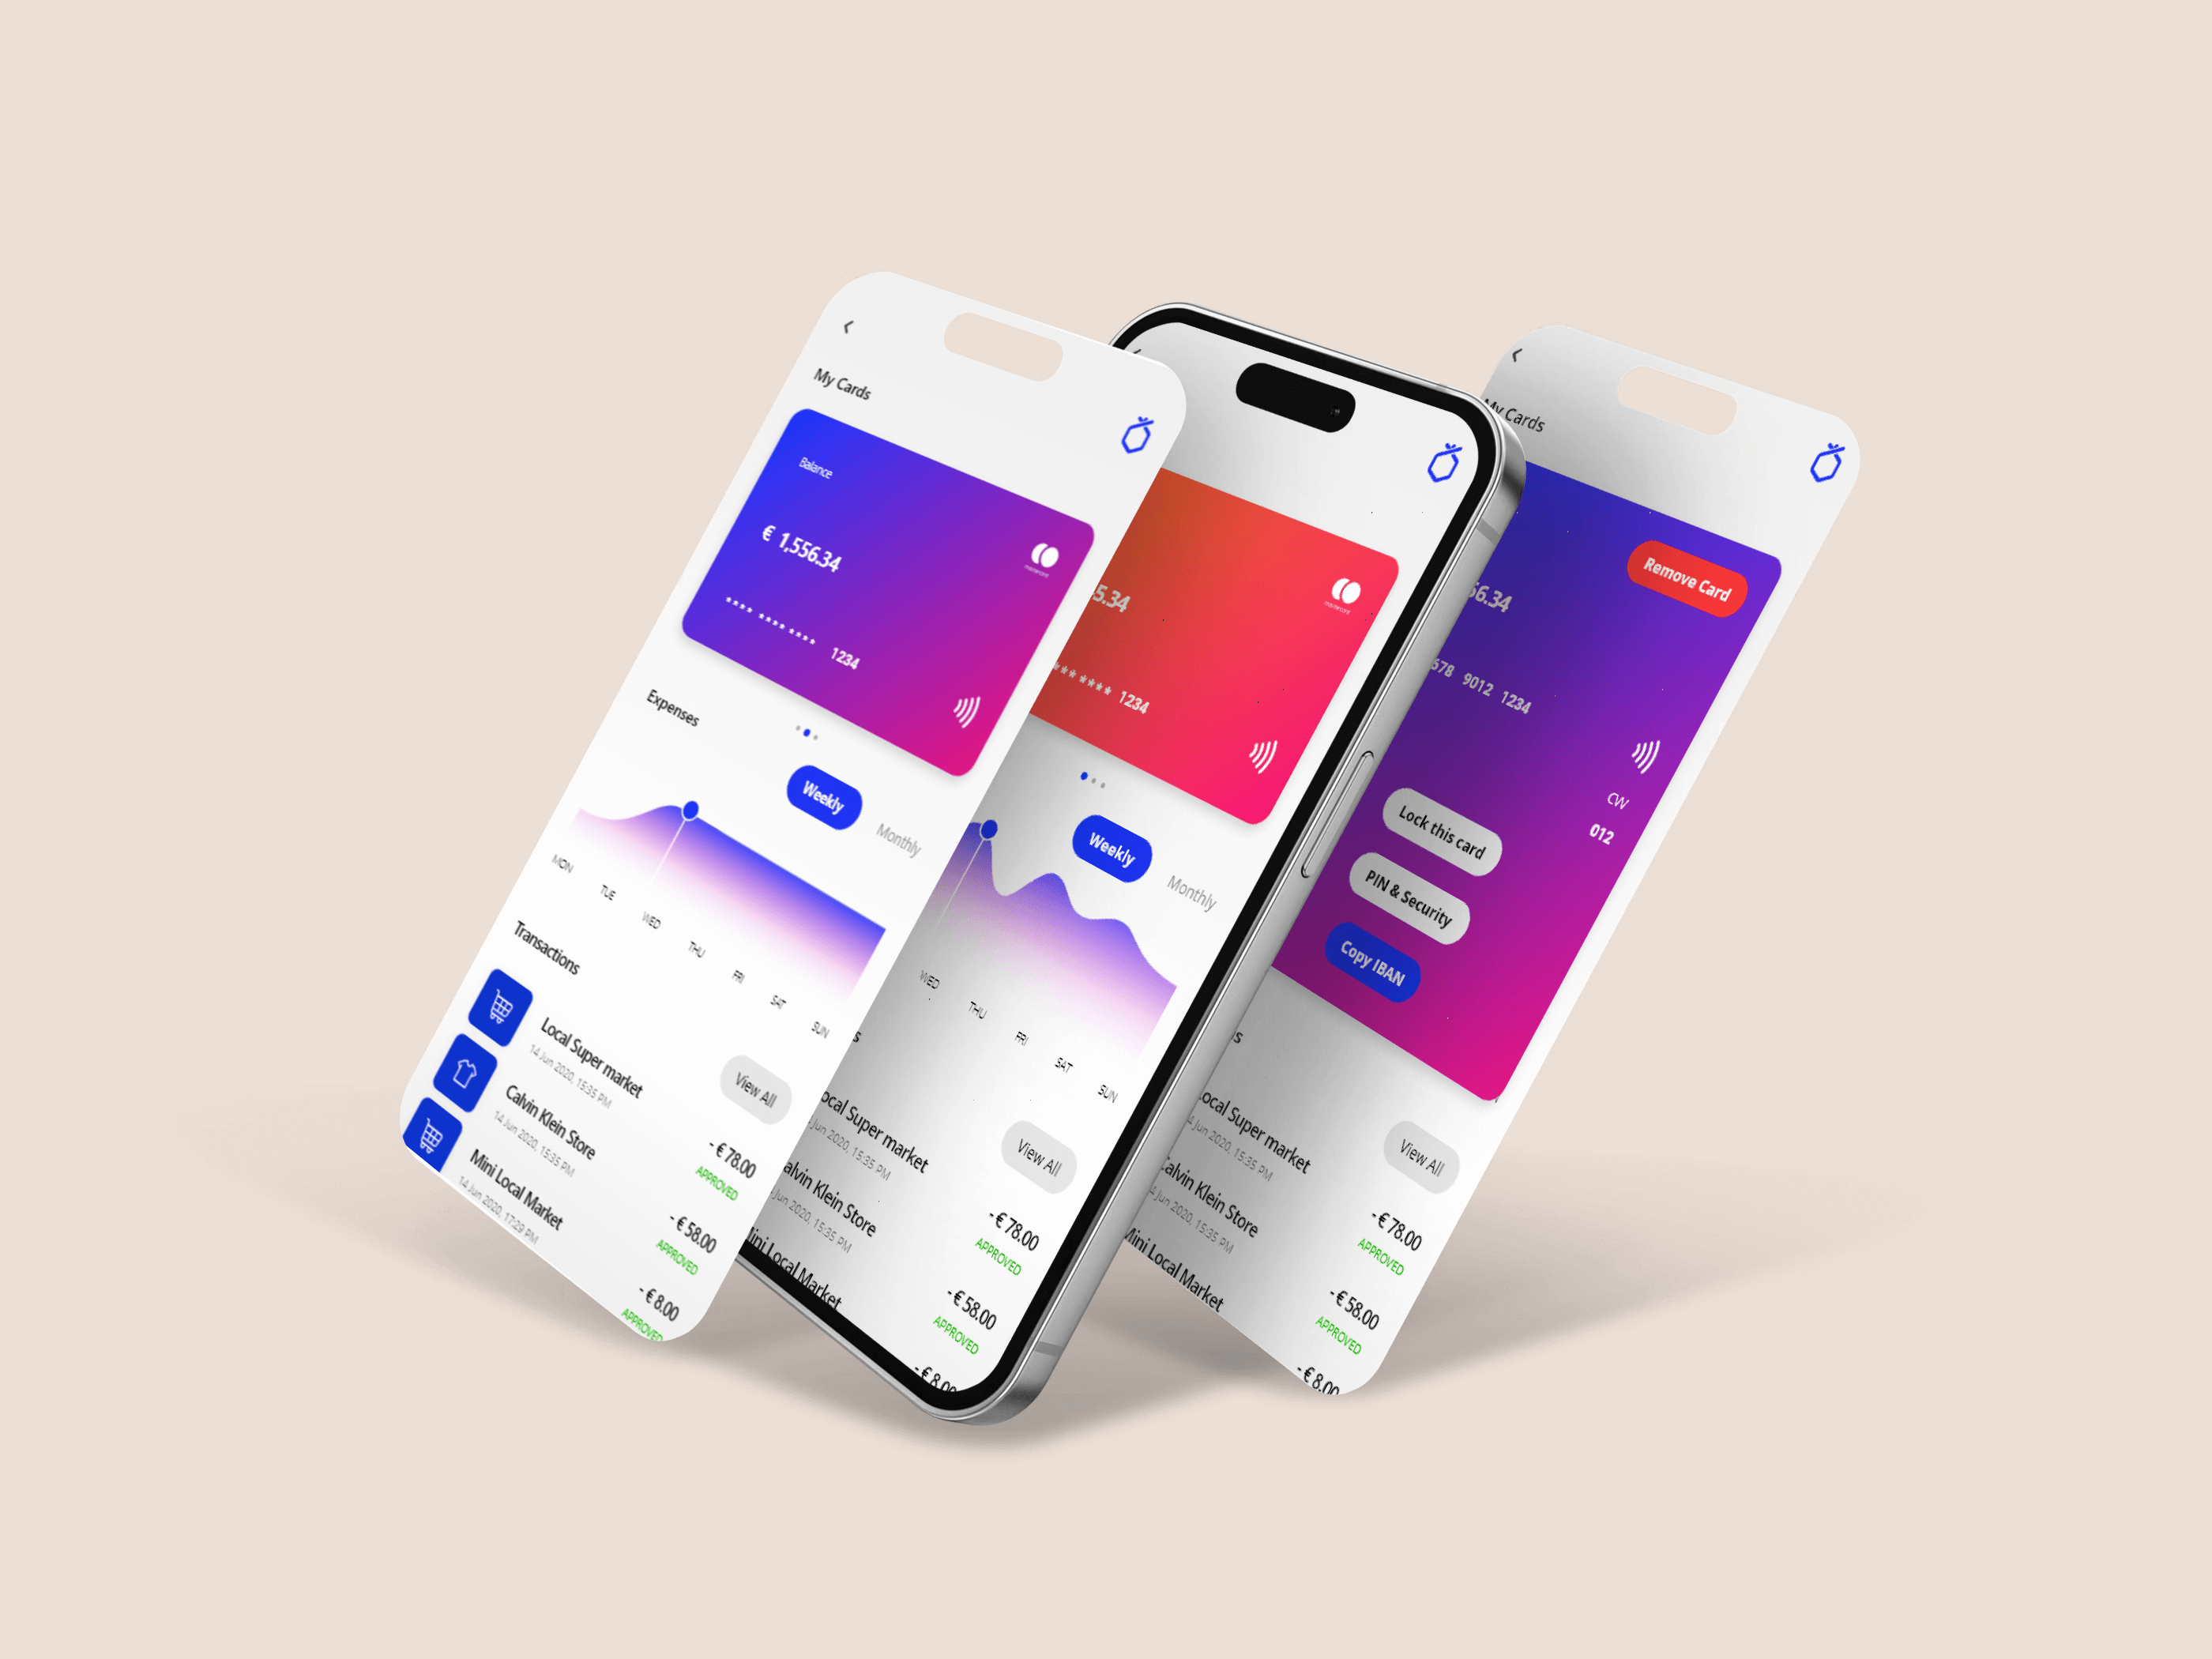 My Cards
Balance
€ 1,556.34
mastercard
**** **** **** 1234
Expenses
Weekly
Monthly
MON TUE WED THU FRI SAT SUN
Transactions
View All
Local Super market
14 Jun 2020, 15:35 PM
- € 78.00
APPROVED
Calvin Klein Store
14 Jun 2020, 15:35 PM
- € 58.00
APPROVED
Mini Local Market
14 Jun 2020, 17:29 PM
- € 8.00
APPROVED
5.34
mastercard
**** **** 1234
Weekly
Monthly
WED THU FRI SAT SUN
s
View All
ocal Super market
Jun 2020, 15:35 PM
- € 78.00
APPROVED
alvin Klein Store
Jun 2020, 15:35 PM
- € 58.00
APPROVED
ini Local Market
- € 8.00
My Cards
Remove Card
56.34
678 9012 1234
CW
012
Lock this card
PIN & Security
Copy IBAN
s
View All
ocal Super market
4 Jun 2020, 15:35 PM
- € 78.00
APPROVED
Calvin Klein Store
4 Jun 2020, 15:35 PM
- € 58.00
APPROVED
Mini Local Market
- € 8.00